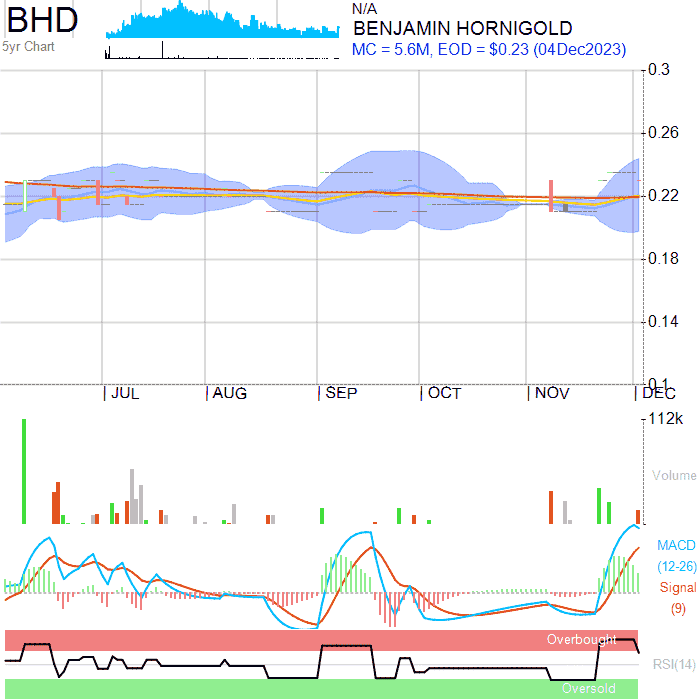 BHD
5yr Chart
N/A
BENJAMIN HORNIGOLD
MC = 5.6M, EOD = $0.23 (04Dec2023)
0.3
0.26
0.22
0.18
0.14
0.1
JUL
AUG
SEP
OCT
NOV
DEC
112k
Volume
MACD
(12-26)
Signal
(9)
Overbought
RSI(14)
Oversold